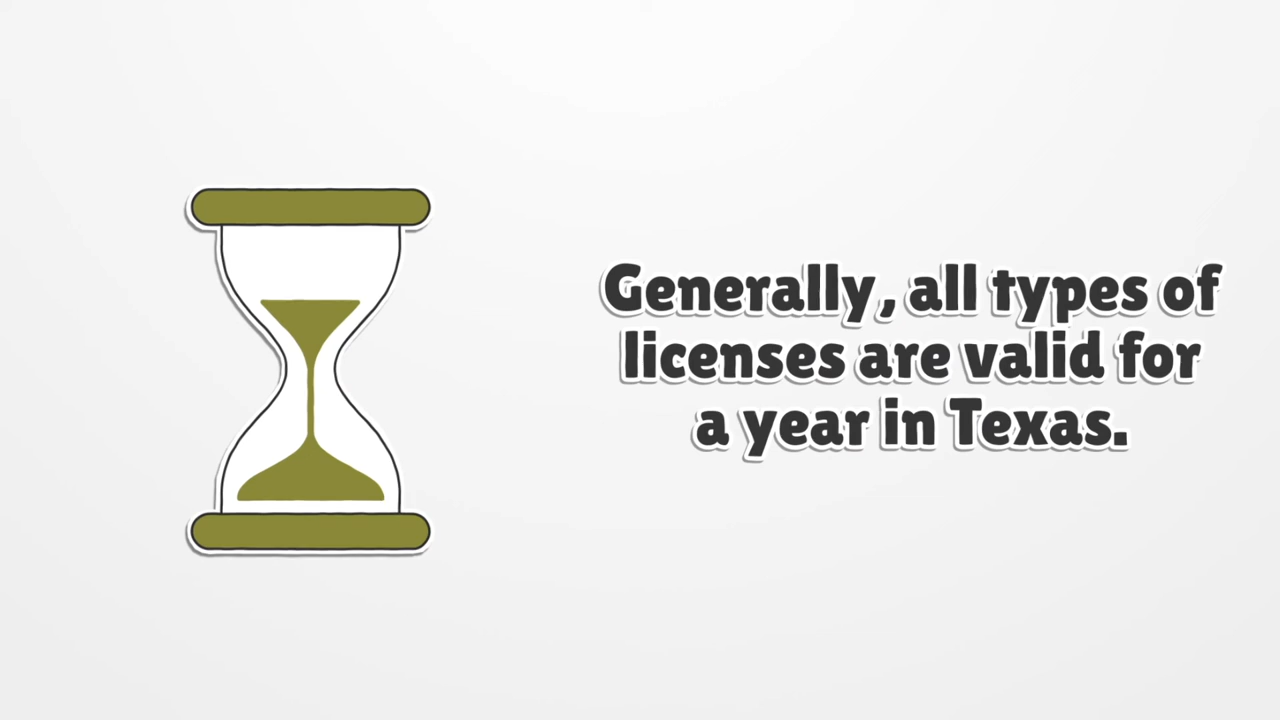 Generally, all types of
licenses are valid for
a year in Texas.